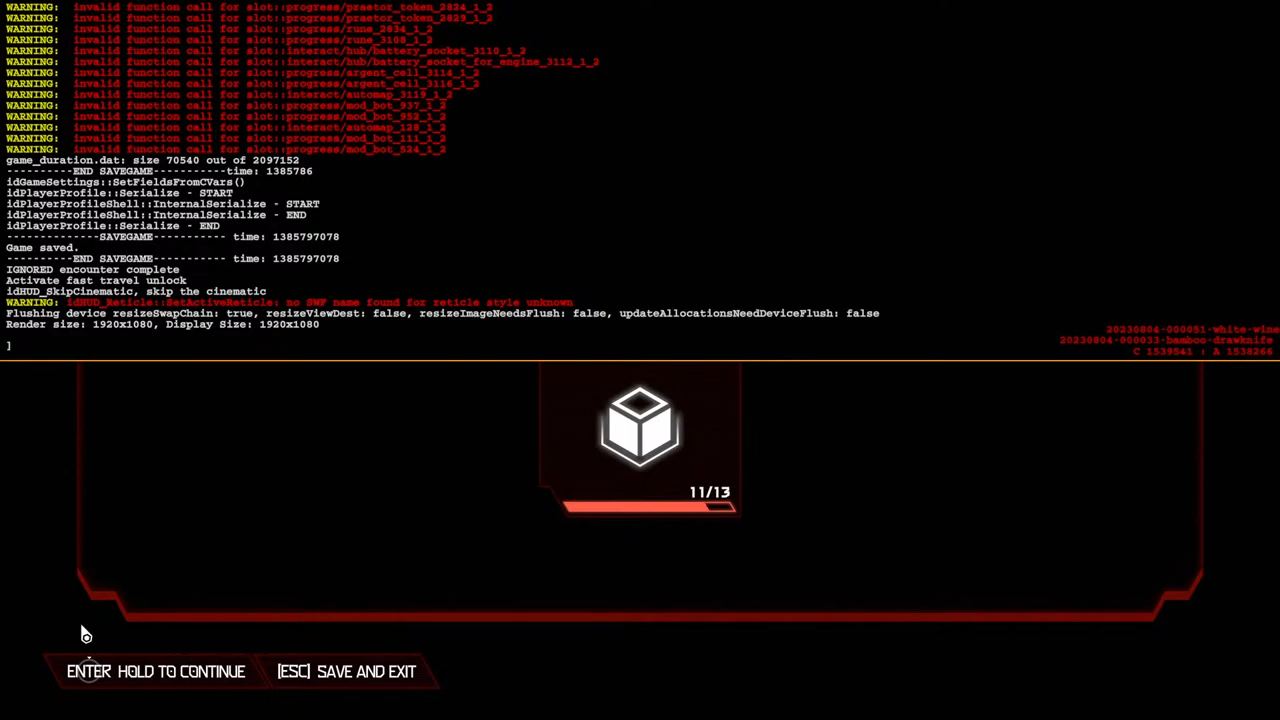 WARNING: invalid function call for slot::progress/praetor_token_2824_1_2
WARNING: invalid function call for slot::progress/praetor_token_2829_1_2
WARNING: invalid function call for slot::progress/rune_2834_1_2
WARNING: invalid function call for slot::progress/rune_3108_1_2
WARNING: invalid function call for slot::interact/hub/battery_socket_3110_1_2
WARNING: invalid function call for slot::interact/hub/battery_socket_for_engine_3112_1_2
WARNING: invalid function call for slot::progress/argent_cell_3114_1_2
WARNING: invalid function call for slot::progress/argent_cell_3116_1_2
WARNING: invalid function call for slot::interact/automap_3119_1_2
WARNING: invalid function call for slot::progress/mod_bot_937_1_2
WARNING: invalid function call for slot::progress/mod_bot_952_1_2
WARNING: invalid function call for slot::interact/automap_128_1_2
WARNING: invalid function call for slot::progress/mod_bot_111_1_2
WARNING: invalid function call for slot::progress/mod_bot_524_1_2
game_duration.dat: size 70540 out of 2097152
----------END SAVEGAME----------time: 1385786
idGameSettings::SetFieldsFromCVars()
idPlayerProfile::Serialize - START
idPlayerProfileShell::InternalSerialize - START
idPlayerProfileShell::InternalSerialize - END
idPlayerProfile::Serialize - END
-------------SAVEGAME---------- time: 1385797078
Game saved.
----------END SAVEGAME---------- time: 1385797078
IGNORED encounter complete
Activate fast travel unlock
idHUD_SkipCinematic, skip the cinematic
WARNING: idHUD_Reticle::SetActiveReticle: no SWF name found for reticle style unknown
Flushing device resizeSwapChain: true, resizeViewDest: false, resizeImageNeedsFlush: false, updateAllocationsNeedDeviceFlush: false
Render size: 1920x1080, Display Size: 1920x1080
20230804-000051-white-wine
20230804-000033-bamboo-drawknife
]
C 1539541 : A 1538266
11/13
ENTER HOLD TO CONTINUE [ESC] SAVE AND EXIT